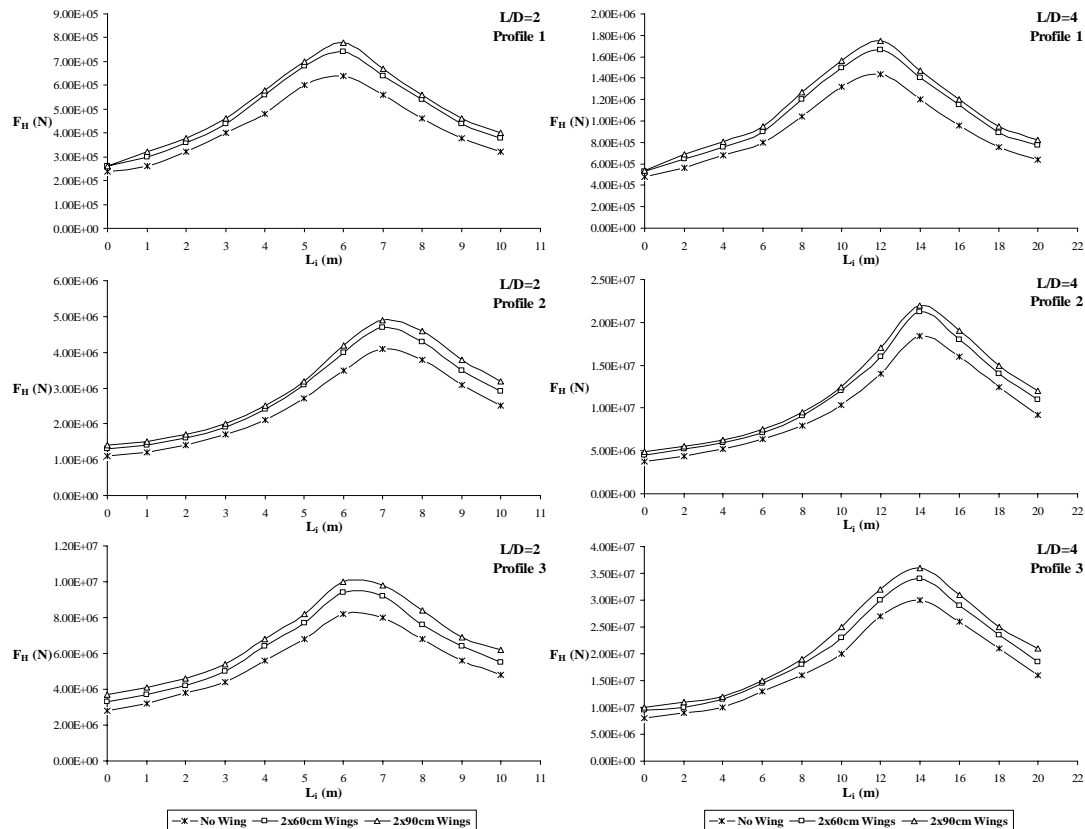 L/D=2
Profile 1
9.00E+05
8.00E+05
7.00E+05
6.00E+05
5.00E+05
F_H (N)
4.00E+05
3.00E+05
2.00E+05
1.00E+05
0.00E+00
0 1 2 3 4 5 6 7 8 9 10 11
L_i (m)
L/D=4
Profile 1
2.00E+06
1.80E+06
1.60E+06
1.40E+06
1.20E+06
F_H (N)
1.00E+06
8.00E+05
6.00E+05
4.00E+05
2.00E+05
0.00E+00
0 2 4 6 8 10 12 14 16 18 20 22
L_i (m)
L/D=2
Profile 2
6.00E+06
5.00E+06
4.00E+06
F_H (N)
3.00E+06
2.00E+06
1.00E+06
0.00E+00
0 1 2 3 4 5 6 7 8 9 10 11
L_i (m)
L/D=4
Profile 2
2.50E+07
2.00E+07
1.50E+07
F_H (N)
1.00E+07
5.00E+06
0.00E+00
0 2 4 6 8 10 12 14 16 18 20 22
L_i (m)
L/D=2
Profile 3
1.20E+07
1.00E+07
8.00E+06
F_H (N)
6.00E+06
4.00E+06
2.00E+06
0.00E+00
0 1 2 3 4 5 6 7 8 9 10 11
L_i (m)
L/D=4
Profile 3
4.00E+07
3.50E+07
3.00E+07
2.50E+07
F_H (N)
2.00E+07
1.50E+07
1.00E+07
5.00E+06
0.00E+00
0 2 4 6 8 10 12 14 16 18 20 22
L_i (m)
No Wing 2x60cm Wings 2x90cm Wings
No Wing 2x60cm Wings 2x90cm Wings